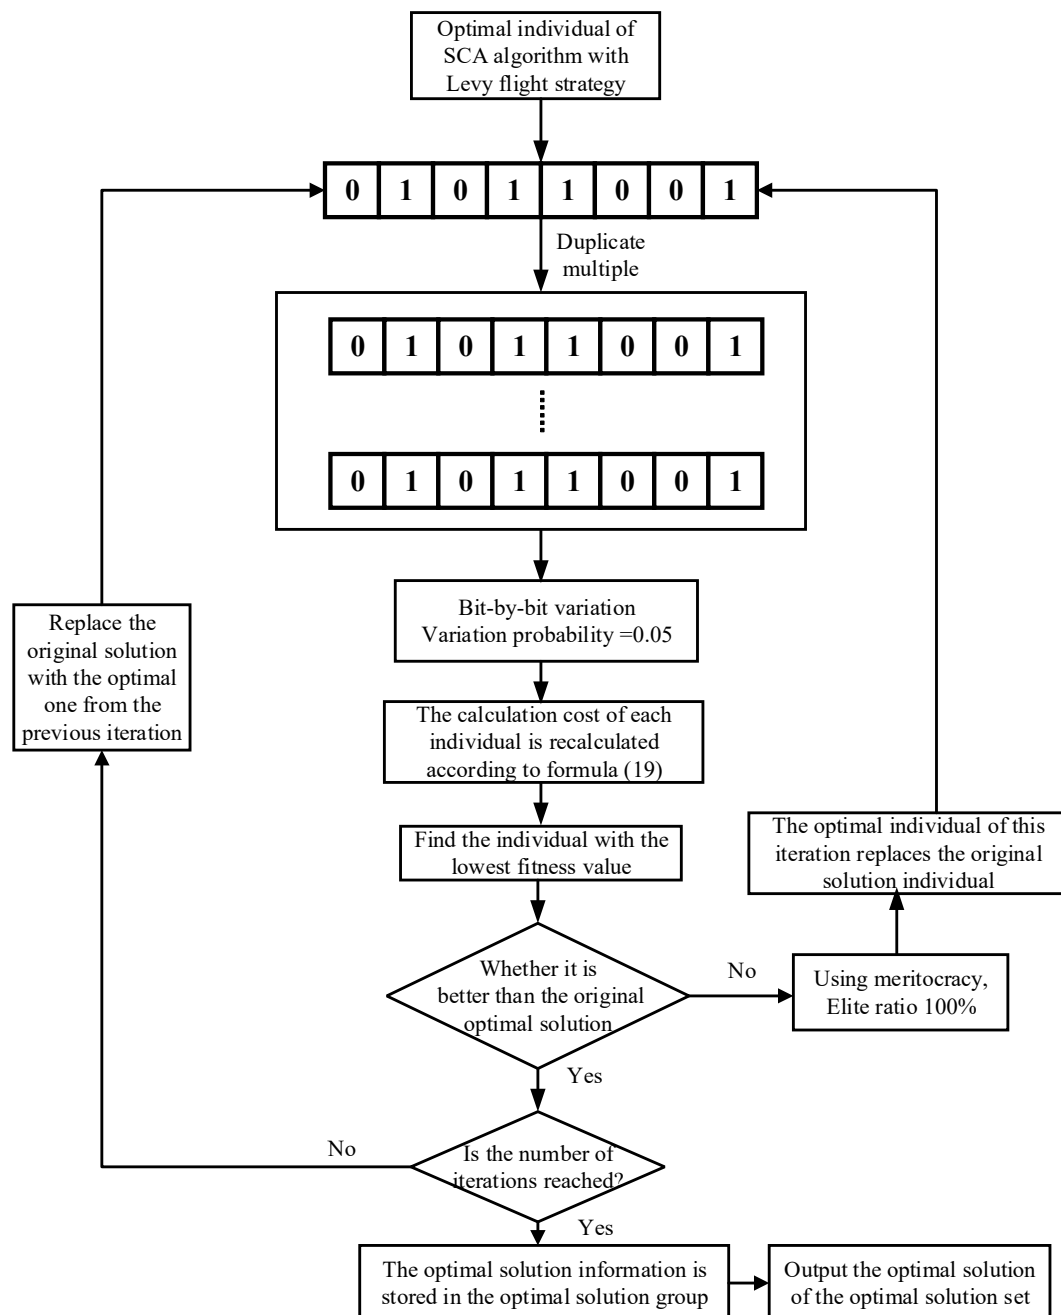 Optimal individual of
SCA algorithm with
Levy flight strategy
0 1 0 1 1 0 0 1
Duplicate
multiple
0 1 0 1 1 0 0 1
0 1 0 1 1 0 0 1
Bit-by-bit variation
Variation probability =0.05
Replace the
original solution
with the optimal
one from the
previous iteration
The calculation cost of each
individual is recalculated
according to formula (19)
Find the individual with the
lowest fitness value
The optimal individual of this
iteration replaces the original
solution individual
Whether it is
better than the original
optimal solution
No
Using meritocracy,
Elite ratio 100%
Yes
No
Is the number of
iterations reached?
Yes
The optimal solution information is
stored in the optimal solution group
Output the optimal solution
of the optimal solution set